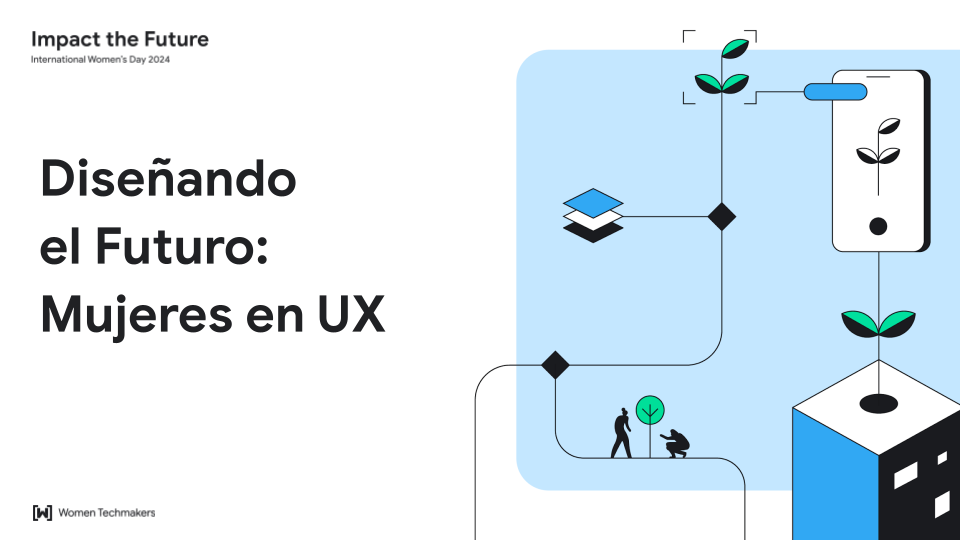 Impact the Future
International Women's Day 2024
Diseñando
el Futuro:
Mujeres en UX
Women Techmakers